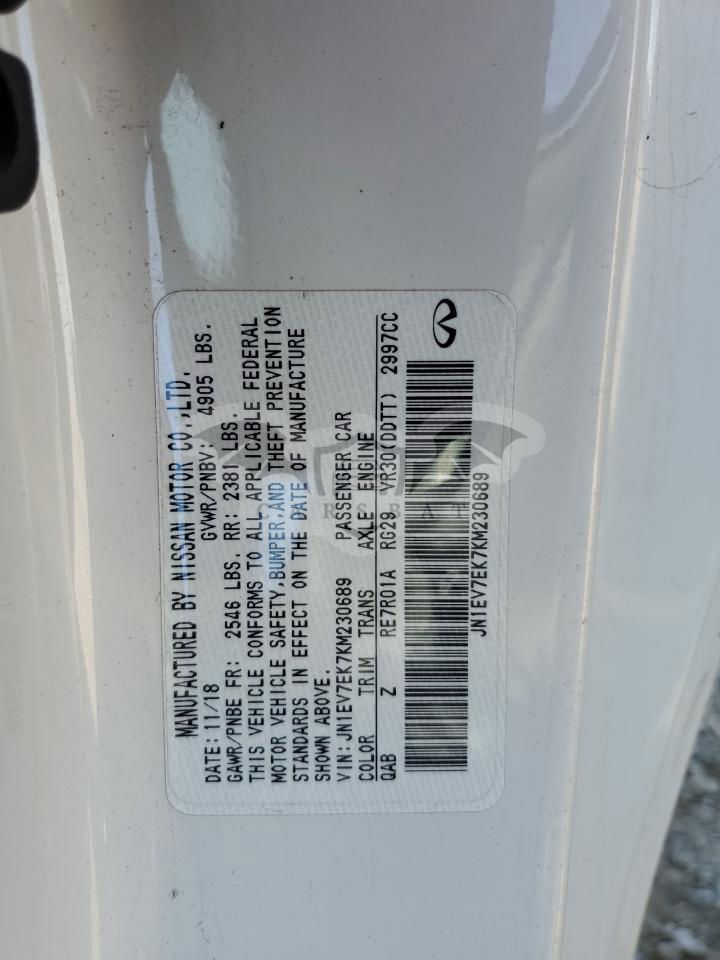 MANUFACTURED BY NISSAN MOTOR CO.,LTD.
DATE: 11/18 GVWR/PNBV: 4905 LBS.
GAWR/PNBE FR: 2546 LBS. RR: 2381 LBS.
THIS VEHICLE CONFORMS TO ALL APPLICABLE FEDERAL
MOTOR VEHICLE SAFETY,BUMPER,AND THEFT PREVENTION
STANDARDS IN EFFECT ON THE DATE OF MANUFACTURE
SHOWN ABOVE.
VIN: JN1EV7EK7KM230689 PASSENGER CAR
COLOR TRIM TRANS AXLE ENGINE
QAB Z RE7R01A RG29 VR30(DDTT) 2997CC
JN1EV7EK7KM230689